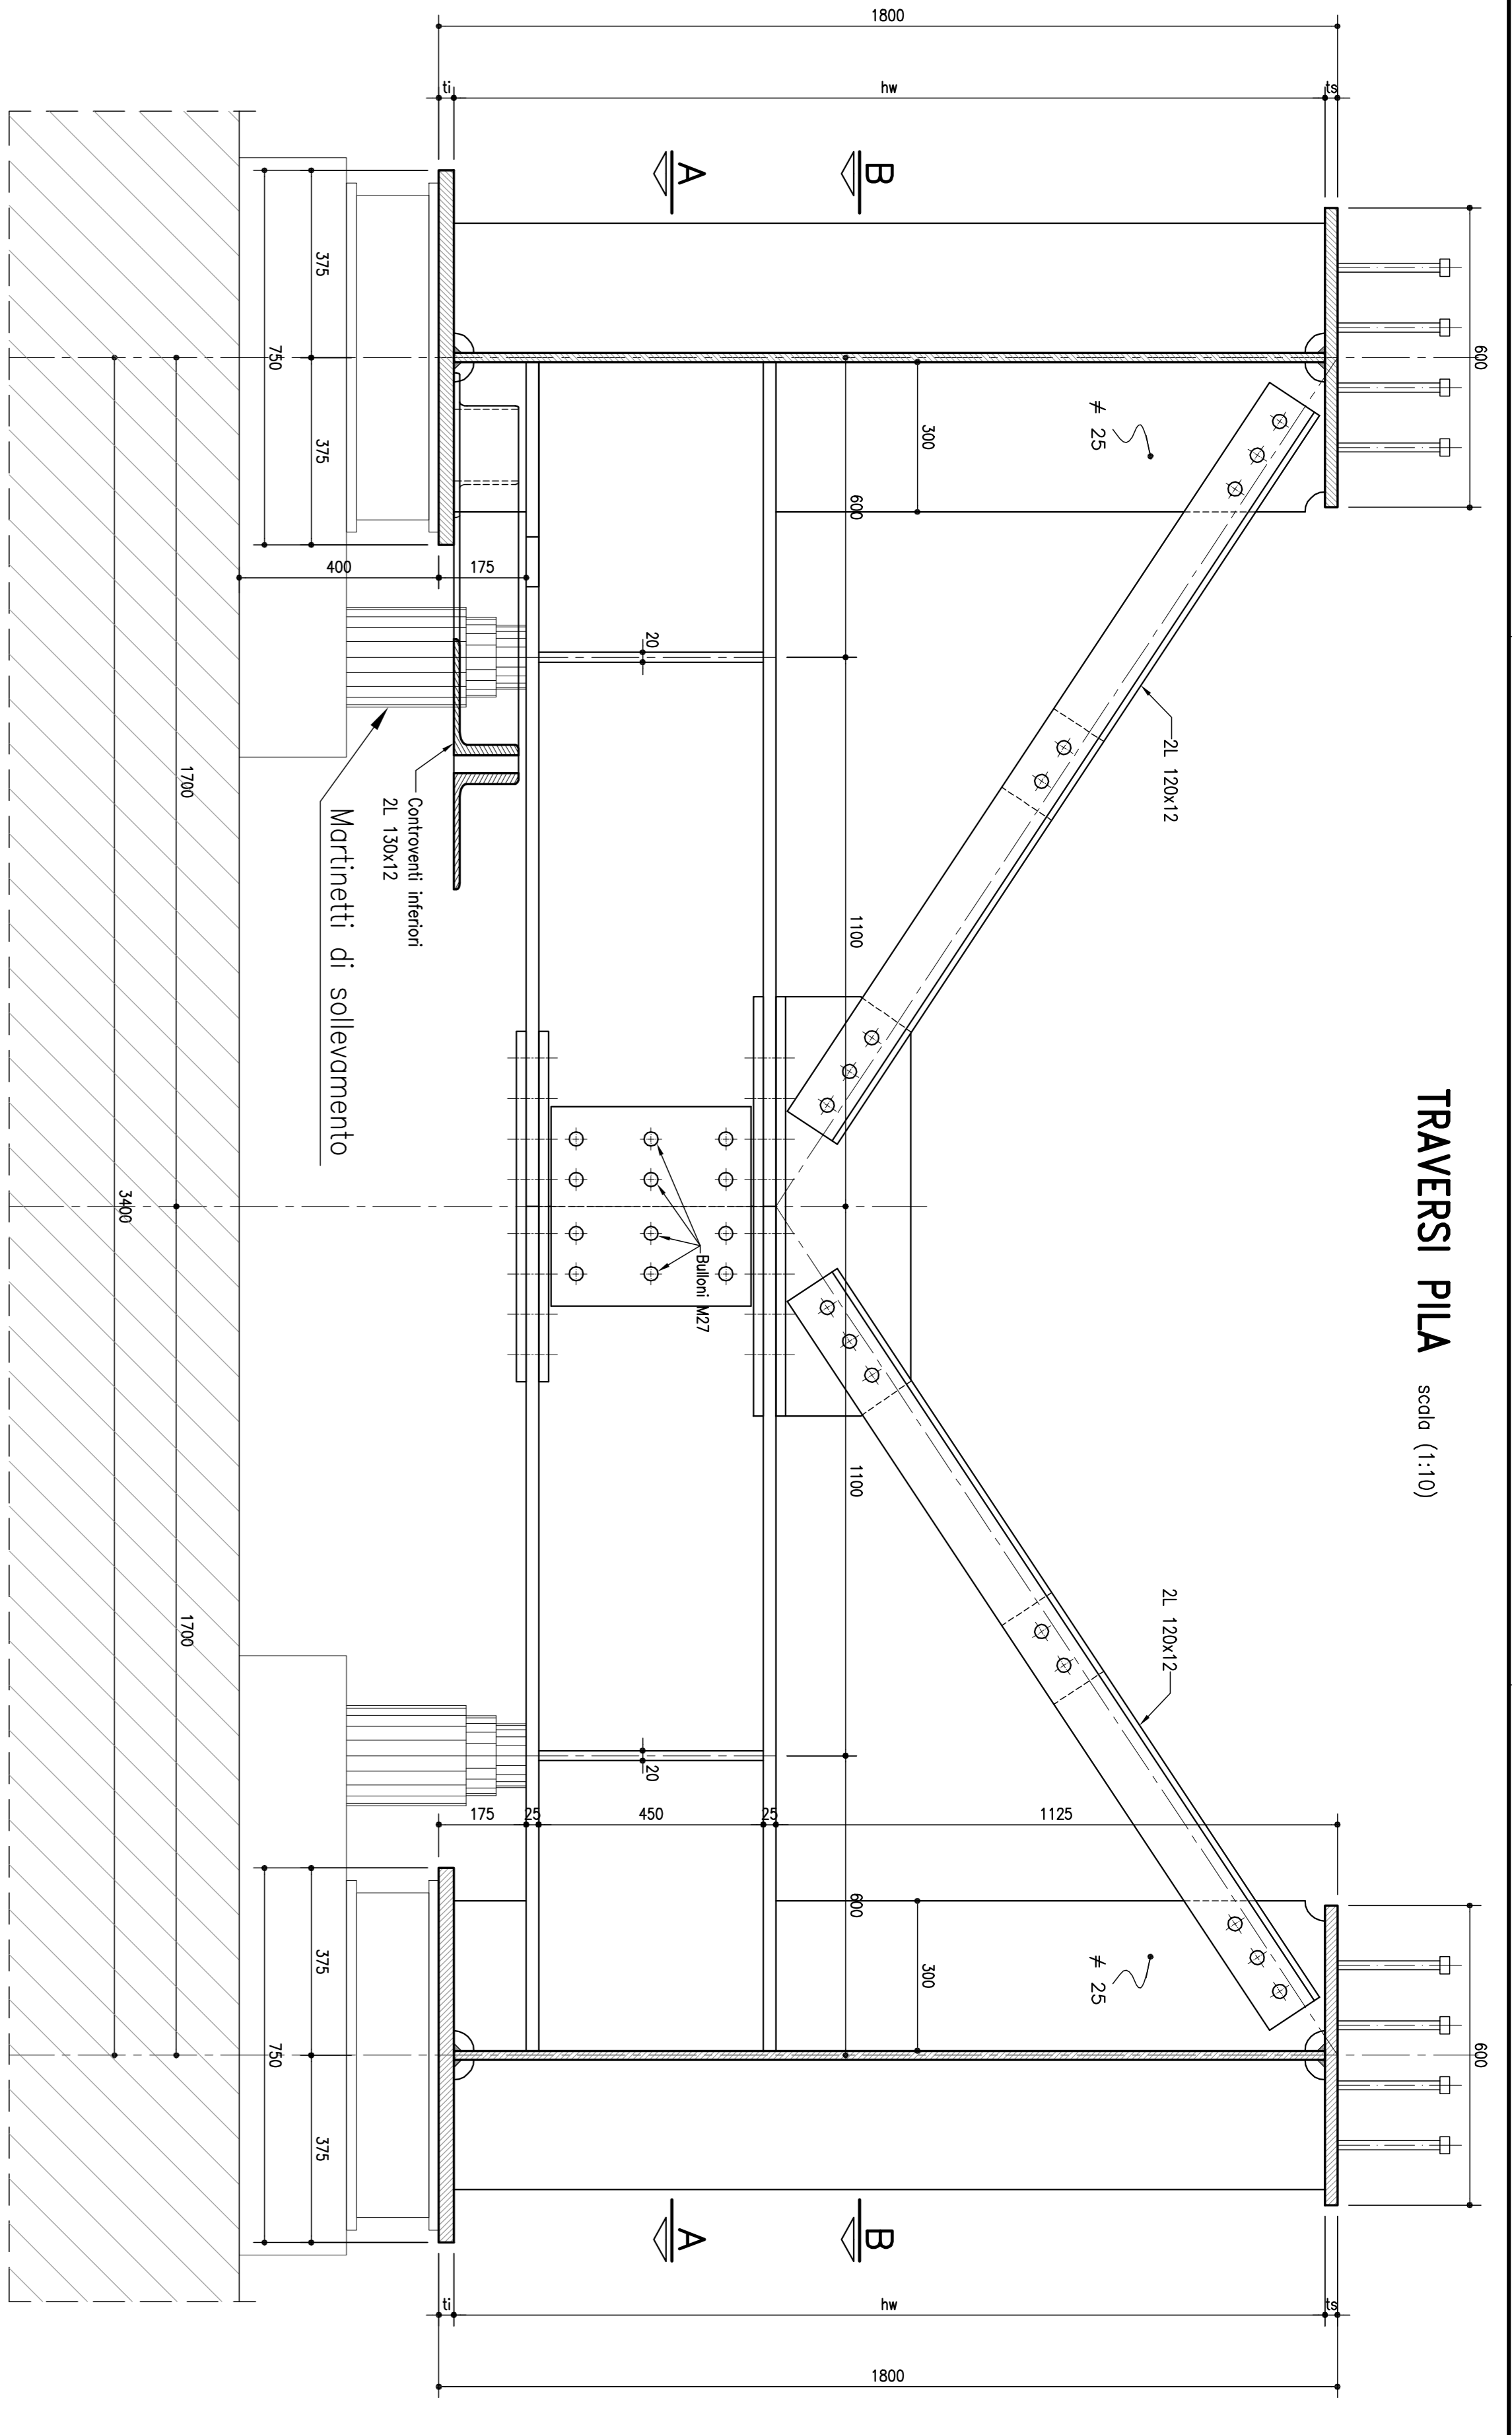 TRAVERSI PILA scala (1:10)
600
600
1800
ts
hw
ti
B
A
≠ 25
300
600
2L 120x12
1100
1100
2L 120x12
600
300
≠ 25
ts
hw
ti
1800
B
A
20
Bulloni M27
20
1125
25
450
25
175
175
400
Controventi inferiori
2L 130x12
Martinetti di sollevamento
375
375
750
375
375
750
1700
1700
3400